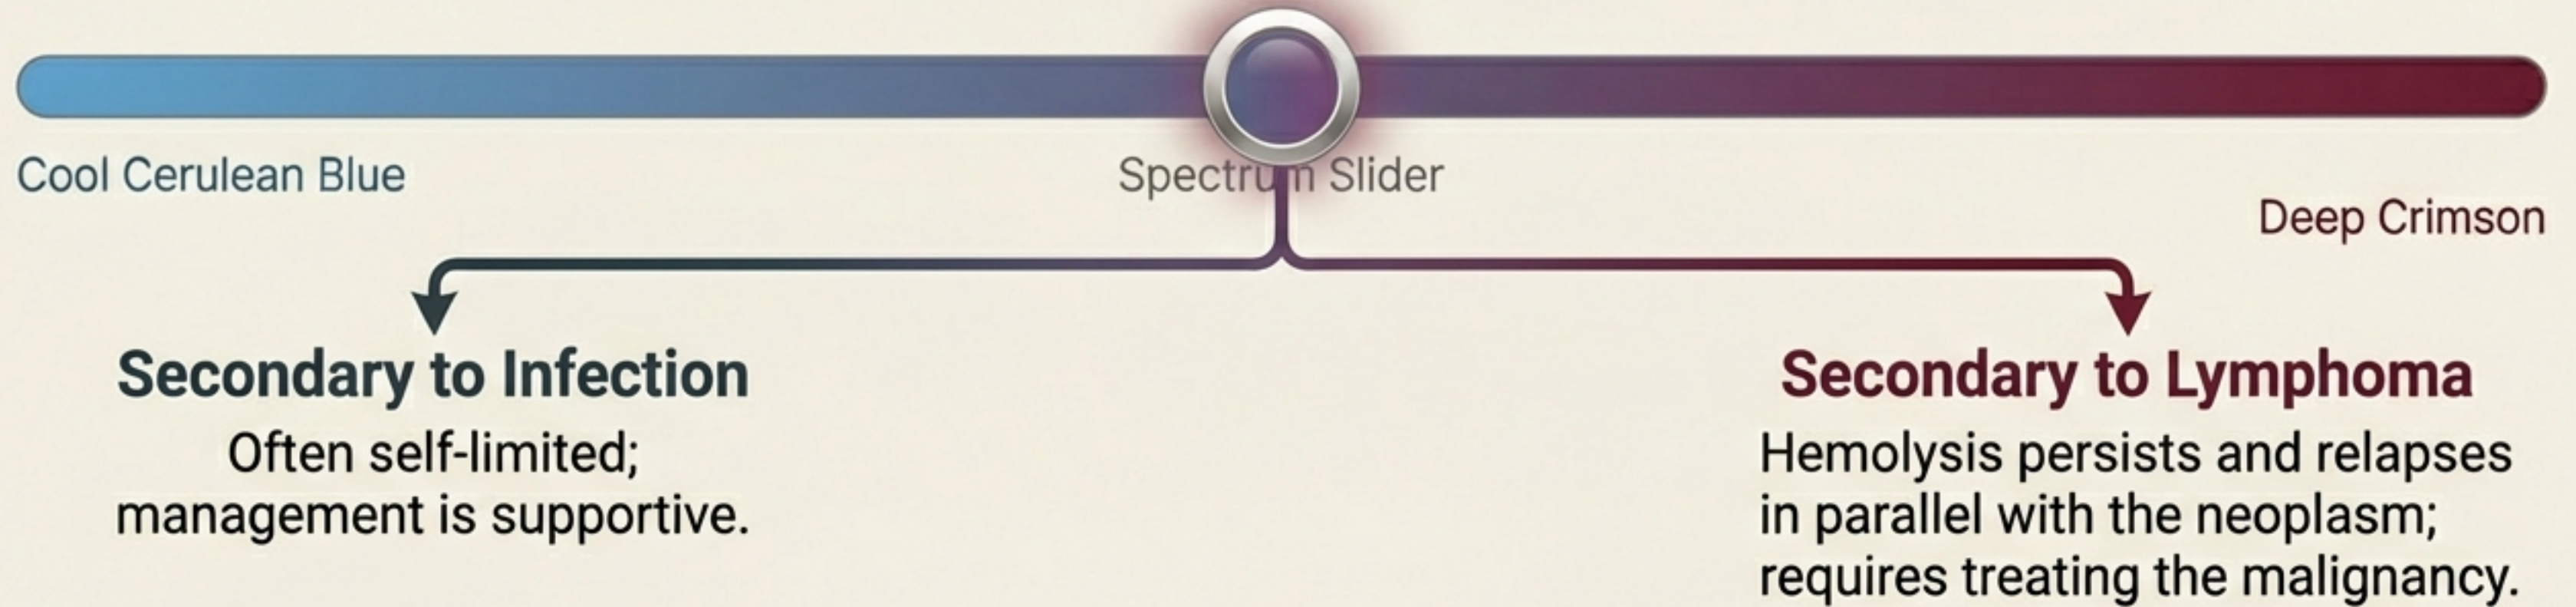 Cool Cerulean Blue
Spectrum Slider
Deep Crimson
Secondary to Infection
Often self-limited;
management is supportive.
Secondary to Lymphoma
Hemolysis persists and relapses
in parallel with the neoplasm;
requires treating the malignancy.